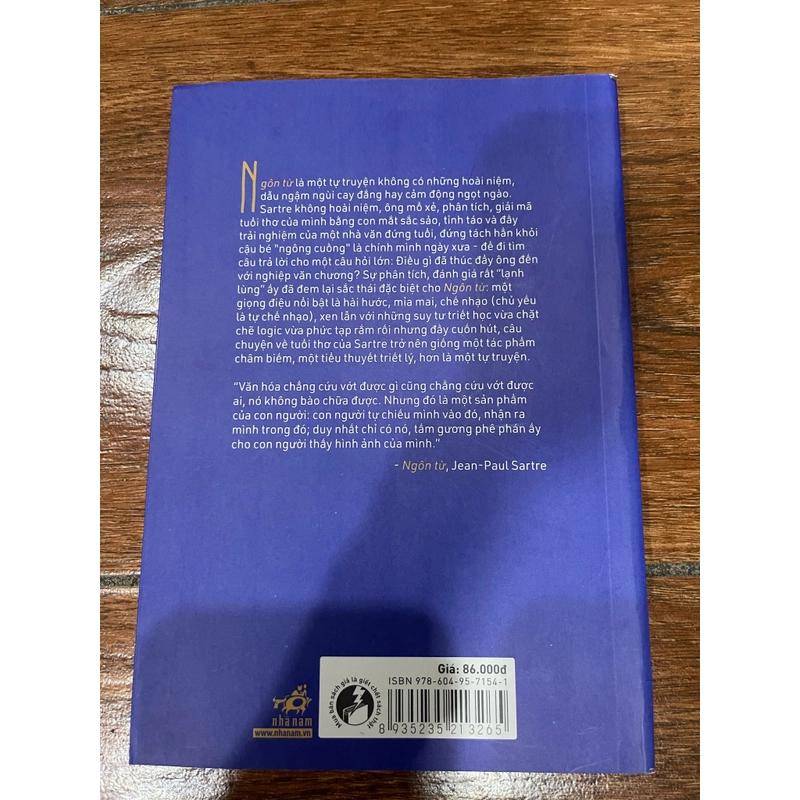 Ngôn từ là một tự truyện không có những hoài niệm,
dẫu ngậm ngùi cay đắng hay cảm động ngọt ngào.
Sartre không hoài niệm, ông mổ xẻ, phân tích, giải mã
tuổi thơ của mình bằng con mắt sắc sảo, tỉnh táo và đầy
trải nghiệm của một nhà văn đứng tuổi, đứng tách hẳn khỏi
cậu bé "ngông cuồng" là chính mình ngày xưa - để đi tìm
câu trả lời cho một câu hỏi lớn: Điều gì đã thúc đẩy ông đến
với nghiệp văn chương? Sự phân tích, đánh giá rất "lạnh
lùng" ấy đã đem lại sắc thái đặc biệt cho Ngôn từ: một
giọng điệu nổi bật là hài hước, mỉa mai, chế nhạo (chủ yếu
là tự chế nhạo), xen lẫn với những suy tư triết học vừa chặt
chẽ logic vừa phức tạp rắm rối nhưng đầy cuốn hút, câu
chuyện về tuổi thơ của Sartre trở nên giống một tác phẩm
châm biếm, một tiểu thuyết triết lý, hơn là một tự truyện.
"Văn hóa chẳng cứu vớt được gì cũng chẳng cứu vớt được
ai, nó không bào chữa được. Nhưng đó là một sản phẩm
của con người: con người tự chiếu mình vào đó, nhận ra
mình trong đó; duy nhất chỉ có nó, tấm gương phê phán ấy
cho con người thấy hình ảnh của mình."
- Ngôn từ, Jean-Paul Sartre
nhã nam
www.nhanam.vn
Mua bán sách giả là giết chết sách thật
Giá: 86.000đ
ISBN 978-604-95-7154-1
8 935235 213265